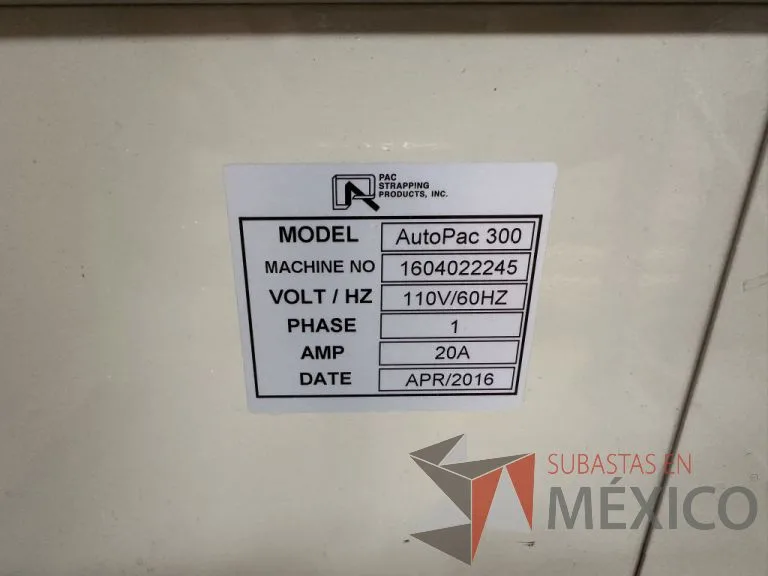 PAC
STRAPPING
PRODUCTS, INC.
MODEL AutoPac 300
MACHINE NO 1604022245
VOLT / HZ 110V/60HZ
PHASE 1
AMP 20A
DATE APR/2016
SUBASTAS EN
MÉXICO